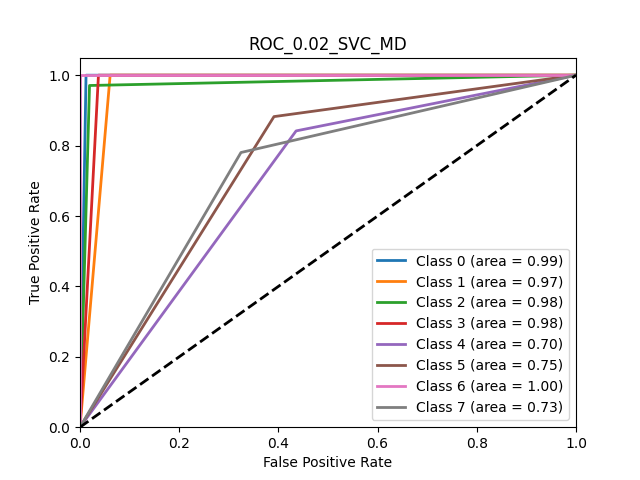 ROC_0.02_SVC_MD
True Positive Rate
1.0
0.8
0.6
0.4
0.2
0.0
Class 0 (area = 0.99)
Class 1 (area = 0.97)
Class 2 (area = 0.98)
Class 3 (area = 0.98)
Class 4 (area = 0.70)
Class 5 (area = 0.75)
Class 6 (area = 1.00)
Class 7 (area = 0.73)
0.0 0.2 0.4 0.6 0.8 1.0
False Positive Rate